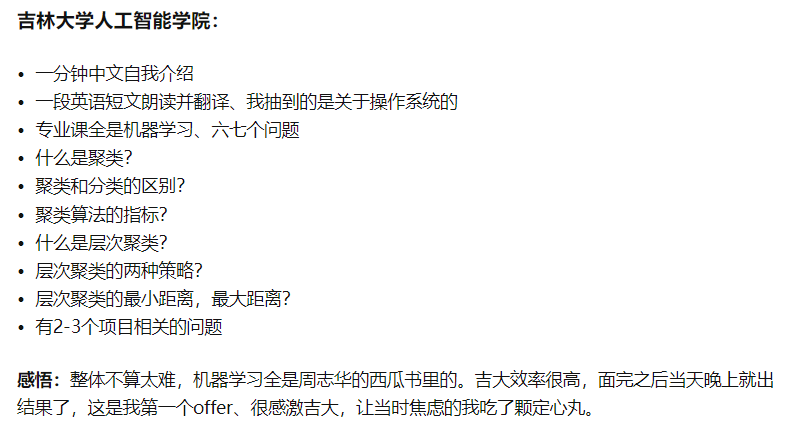 吉林大学人工智能学院：
• 一分钟中文自我介绍
• 一段英语短文朗读并翻译、我抽到的是关于操作系统的
• 专业课全是机器学习、六七个问题
• 什么是聚类？
• 聚类和分类的区别？
• 聚类算法的指标？
• 什么是层次聚类？
• 层次聚类的两种策略？
• 层次聚类的最小距离，最大距离？
• 有2-3个项目相关的问题
感悟：整体不算太难，机器学习全是周志华的西瓜书里的。吉大效率很高，面完之后当天晚上就出
结果了，这是我第一个offer、很感激吉大，让当时焦虑的我吃了颗定心丸。